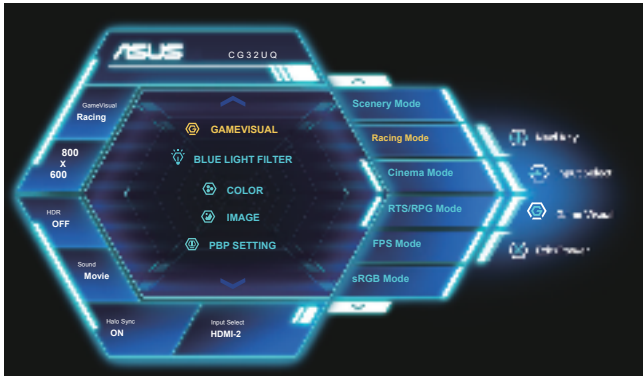 ASUS
CG32UQ
GameVisual
Racing
800
X
600
HDR
OFF
Sound
Movie
Halo Sync
ON
Input Select
HDMI-2
GAMEVISUAL
BLUE LIGHT FILTER
COLOR
IMAGE
PBP SETTING
Scenery Mode
Racing Mode
Cinema Mode
RTS/RPG Mode
FPS Mode
sRGB Mode
Input Select